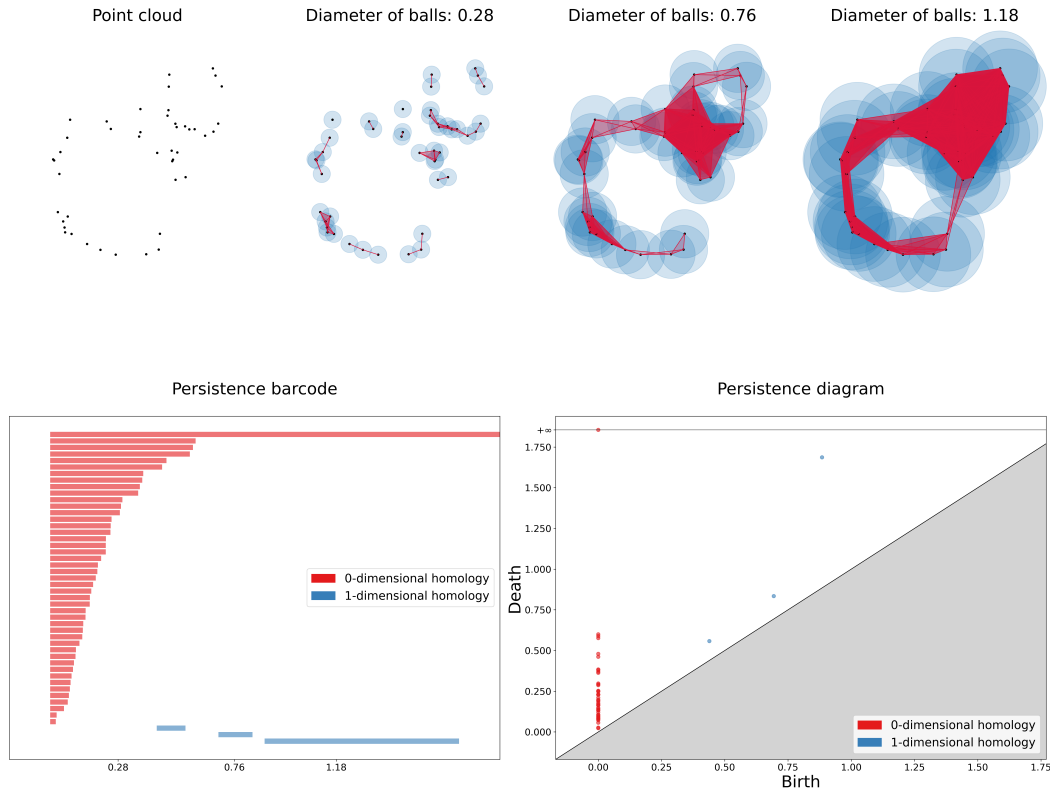 Point cloud
Diameter of balls: 0.28
Diameter of balls: 0.76
Diameter of balls: 1.18
Persistence barcode
0-dimensional homology
1-dimensional homology
0.28 0.76 1.18
Persistence diagram
+∞
1.750
1.500
1.250
1.000
0.750
0.500
0.250
0.000
Death
0-dimensional homology
1-dimensional homology
0.00 0.25 0.50 0.75 1.00 1.25 1.50 1.75
Birth